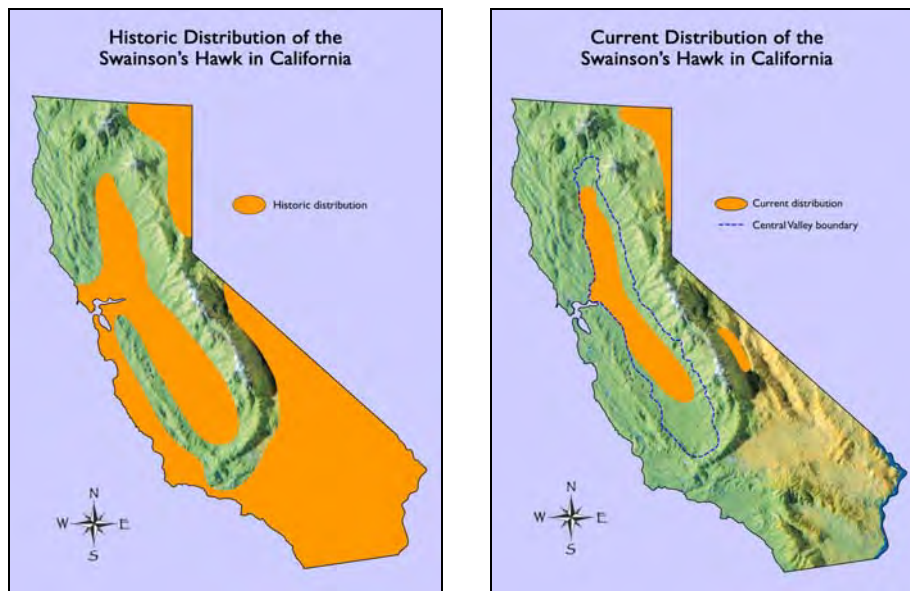 Historic Distribution of the
Swainson's Hawk in California
Historic distribution
N
W E
S
Current Distribution of the
Swainson's Hawk in California
Current distribution
Central Valley boundary
N
W E
S